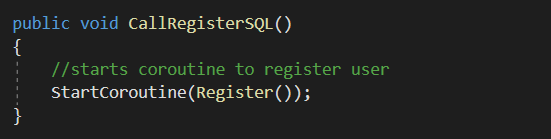 public void CallRegisterSQL()
{
    //starts coroutine to register user
    StartCoroutine(Register());
}